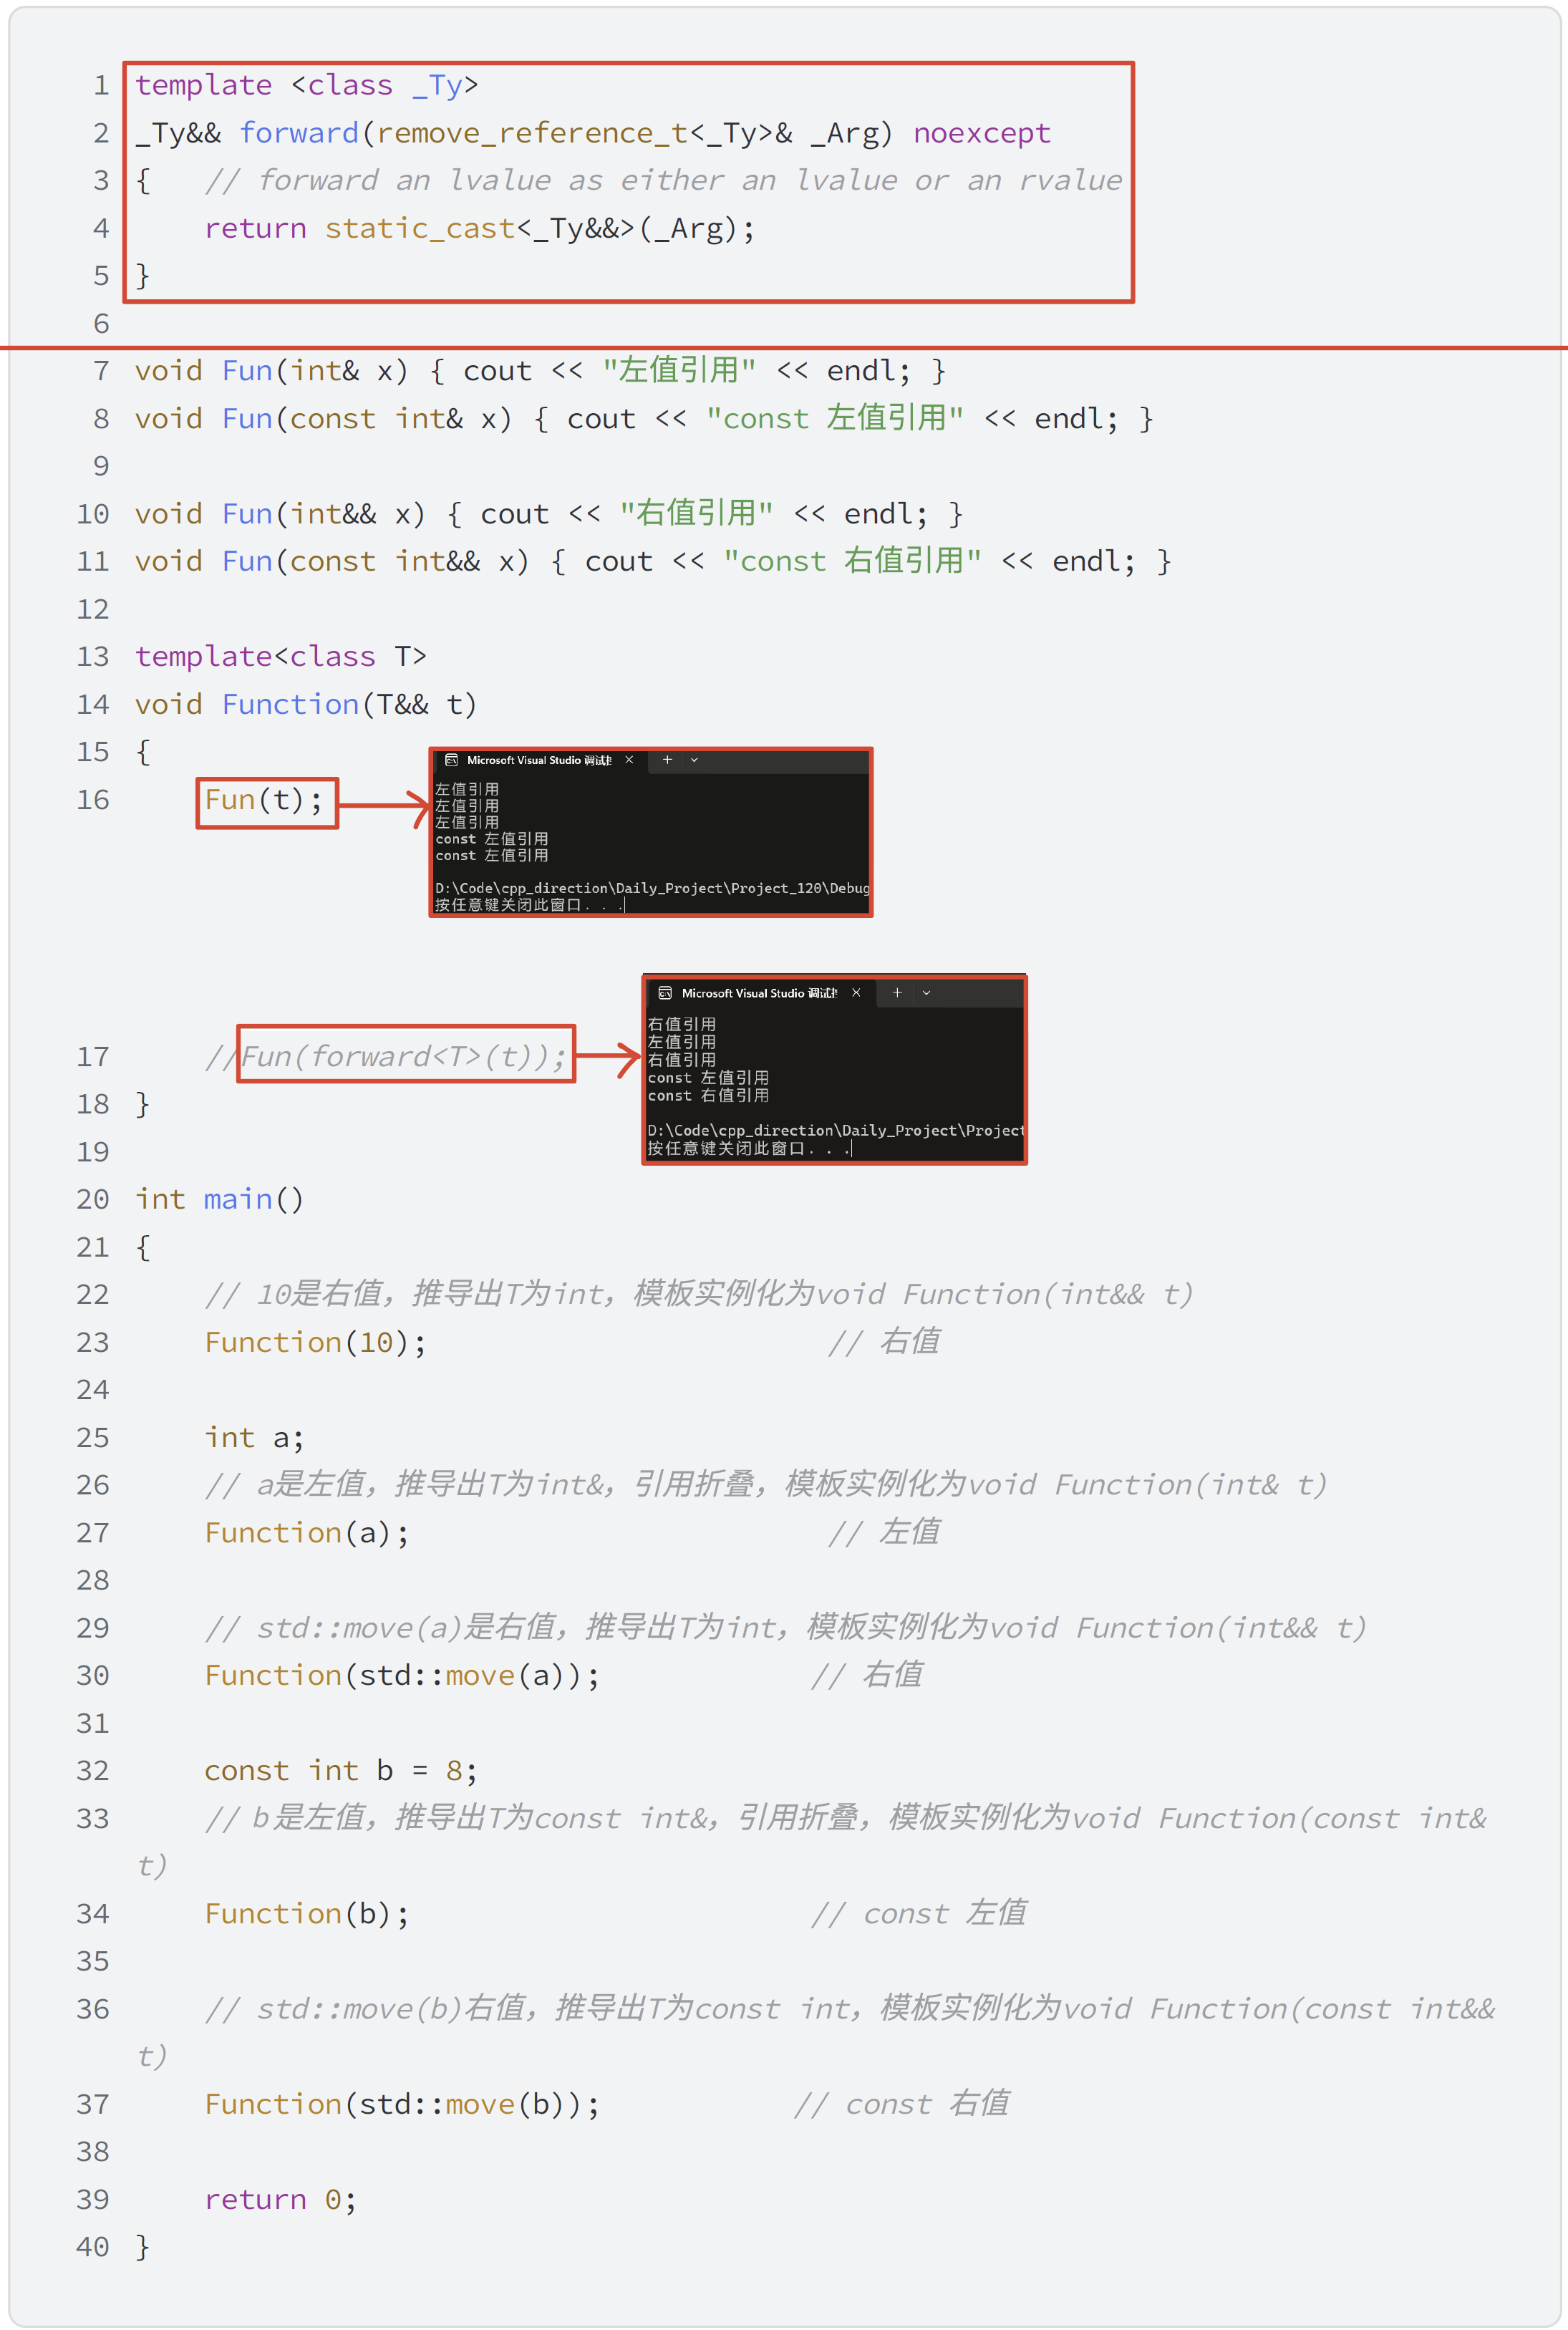 1 template <class _Ty>
2 _Ty&& forward(remove_reference_t<_Ty>& _Arg) noexcept
3 {   // forward an lvalue as either an lvalue or an rvalue
4     return static_cast<_Ty&&>(_Arg);
5 }
6
7 void Fun(int& x) { cout << "左值引用" << endl; }
8 void Fun(const int& x) { cout << "const 左值引用" << endl; }
9
10 void Fun(int&& x) { cout << "右值引用" << endl; }
11 void Fun(const int&& x) { cout << "const 右值引用" << endl; }
12
13 template<class T>
14 void Function(T&& t)
15 {
16     Fun(t);
Microsoft Visual Studio 调试
左值引用
左值引用
左值引用
const 左值引用
const 左值引用
D:\Code\cpp_direction\Daily_Project\Project_120\Debug
按任意键关闭此窗口. . .
17     //Fun(forward<T>(t));
Microsoft Visual Studio 调试
右值引用
左值引用
右值引用
const 左值引用
const 右值引用
D:\Code\cpp_direction\Daily_Project\Project
按任意键关闭此窗口. . .
18 }
19
20 int main()
21 {
22     // 10是右值，推导出T为int，模板实例化为void Function(int&& t)
23     Function(10);                       // 右值
24
25     int a;
26     // a是左值，推导出T为int&，引用折叠，模板实例化为void Function(int& t)
27     Function(a);                        // 左值
28
29     // std::move(a)是右值，推导出T为int，模板实例化为void Function(int&& t)
30     Function(std::move(a));            // 右值
31
32     const int b = 8;
33     // b是左值，推导出T为const int&，引用折叠，模板实例化为void Function(const int&
t)
34     Function(b);                       // const 左值
35
36     // std::move(b)右值，推导出T为const int，模板实例化为void Function(const int&&
t)
37     Function(std::move(b));           // const 右值
38
39     return 0;
40 }